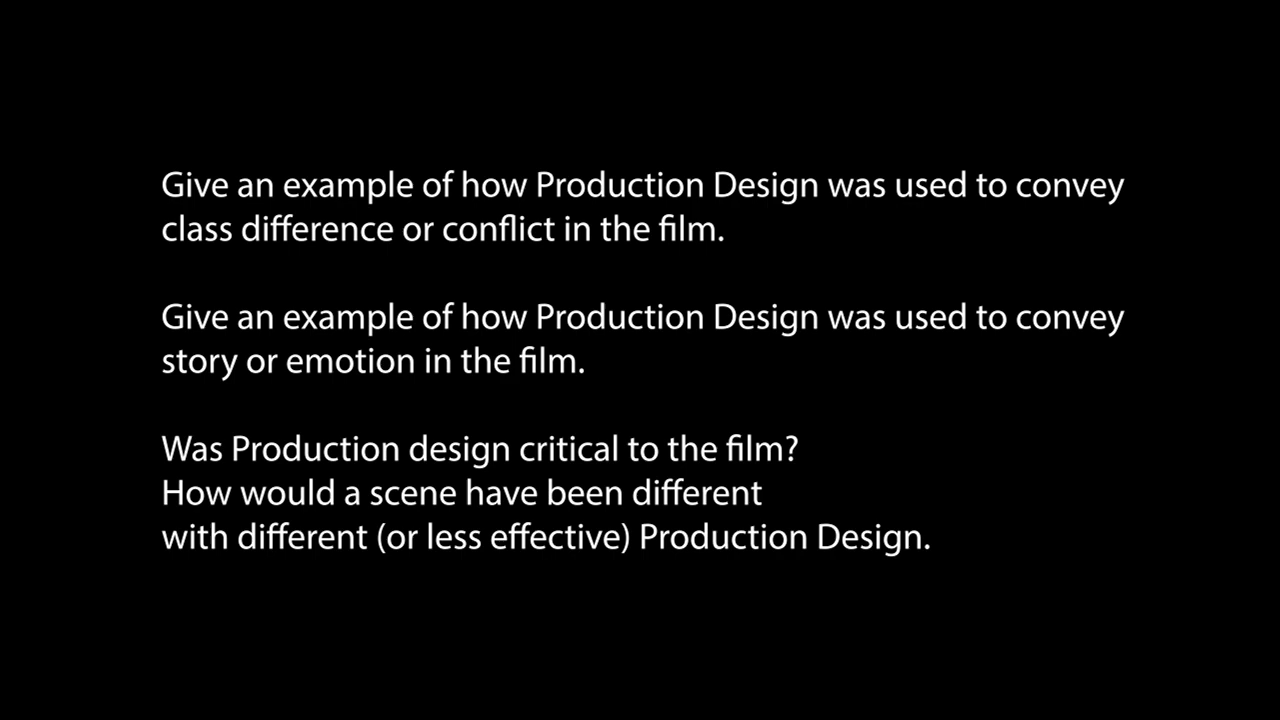 Give an example of how Production Design was used to convey
class difference or conflict in the film.
Give an example of how Production Design was used to convey
story or emotion in the film.
Was Production design critical to the film?
How would a scene have been different
with different (or less effective) Production Design.